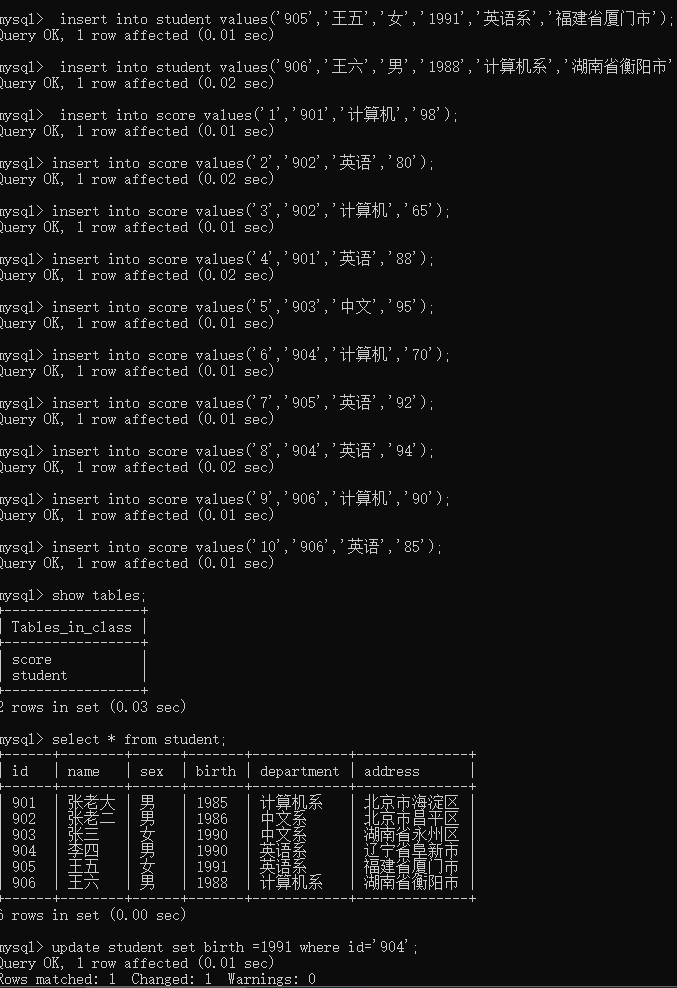 mysql>  insert into student values('905','王五','女','1991','英语系','福建省厦门市');
Query OK, 1 row affected (0.01 sec)
mysql>  insert into student values('906','王六','男','1988','计算机系','湖南省衡阳市'
Query OK, 1 row affected (0.02 sec)
mysql>  insert into score values('1','901','计算机','98');
Query OK, 1 row affected (0.01 sec)
mysql> insert into score values('2','902','英语','80');
Query OK, 1 row affected (0.02 sec)
mysql> insert into score values('3','902','计算机','65');
Query OK, 1 row affected (0.01 sec)
mysql> insert into score values('4','901','英语','88');
Query OK, 1 row affected (0.02 sec)
mysql> insert into score values('5','903','中文','95');
Query OK, 1 row affected (0.01 sec)
mysql> insert into score values('6','904','计算机','70');
Query OK, 1 row affected (0.01 sec)
mysql> insert into score values('7','905','英语','92');
Query OK, 1 row affected (0.01 sec)
mysql> insert into score values('8','904','英语','94');
Query OK, 1 row affected (0.02 sec)
mysql> insert into score values('9','906','计算机','90');
Query OK, 1 row affected (0.01 sec)
mysql> insert into score values('10','906','英语','85');
Query OK, 1 row affected (0.01 sec)
mysql> show tables;
+-----------------+
| Tables_in_class |
+-----------------+
| score           |
| student         |
+-----------------+
2 rows in set (0.03 sec)
mysql> select * from student;
+-----+--------+------+-------+------------+--------------+
| id  | name   | sex  | birth | department | address      |
+-----+--------+------+-------+------------+--------------+
| 901 | 张老大 | 男   | 1985  | 计算机系   | 北京市海淀区 |
| 902 | 张老二 | 男   | 1986  | 中文系     | 北京市昌平区 |
| 903 | 张三   | 女   | 1990  | 中文系     | 湖南省永州区 |
| 904 | 李四   | 男   | 1990  | 英语系     | 辽宁省阜新市 |
| 905 | 王五   | 女   | 1991  | 英语系     | 福建省厦门市 |
| 906 | 王六   | 男   | 1988  | 计算机系   | 湖南省衡阳市 |
+-----+--------+------+-------+------------+--------------+
6 rows in set (0.00 sec)
mysql> update student set birth =1991 where id='904';
Query OK, 1 row affected (0.01 sec)
Rows matched: 1  Changed: 1  Warnings: 0